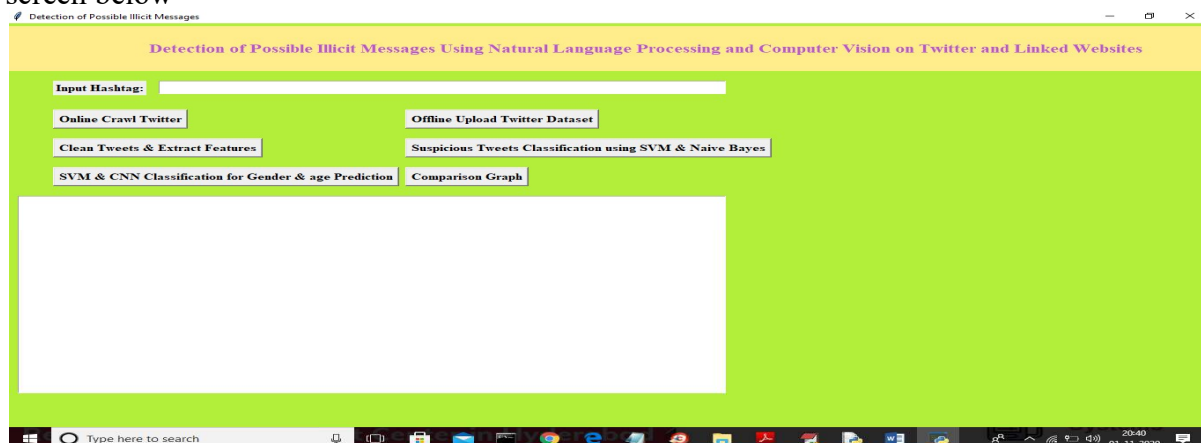 screen below
Detection of Possible Illicit Messages
Detection of Possible Illicit Messages Using Natural Language Processing and Computer Vision on Twitter and Linked Websites
Input Hashtag:
Online Crawl Twitter
Offline Upload Twitter Dataset
Clean Tweets & Extract Features
Suspicious Tweets Classification using SVM & Naive Bayes
SVM & CNN Classification for Gender & age Prediction
Comparison Graph
Type here to search
20:40
01-11-2020